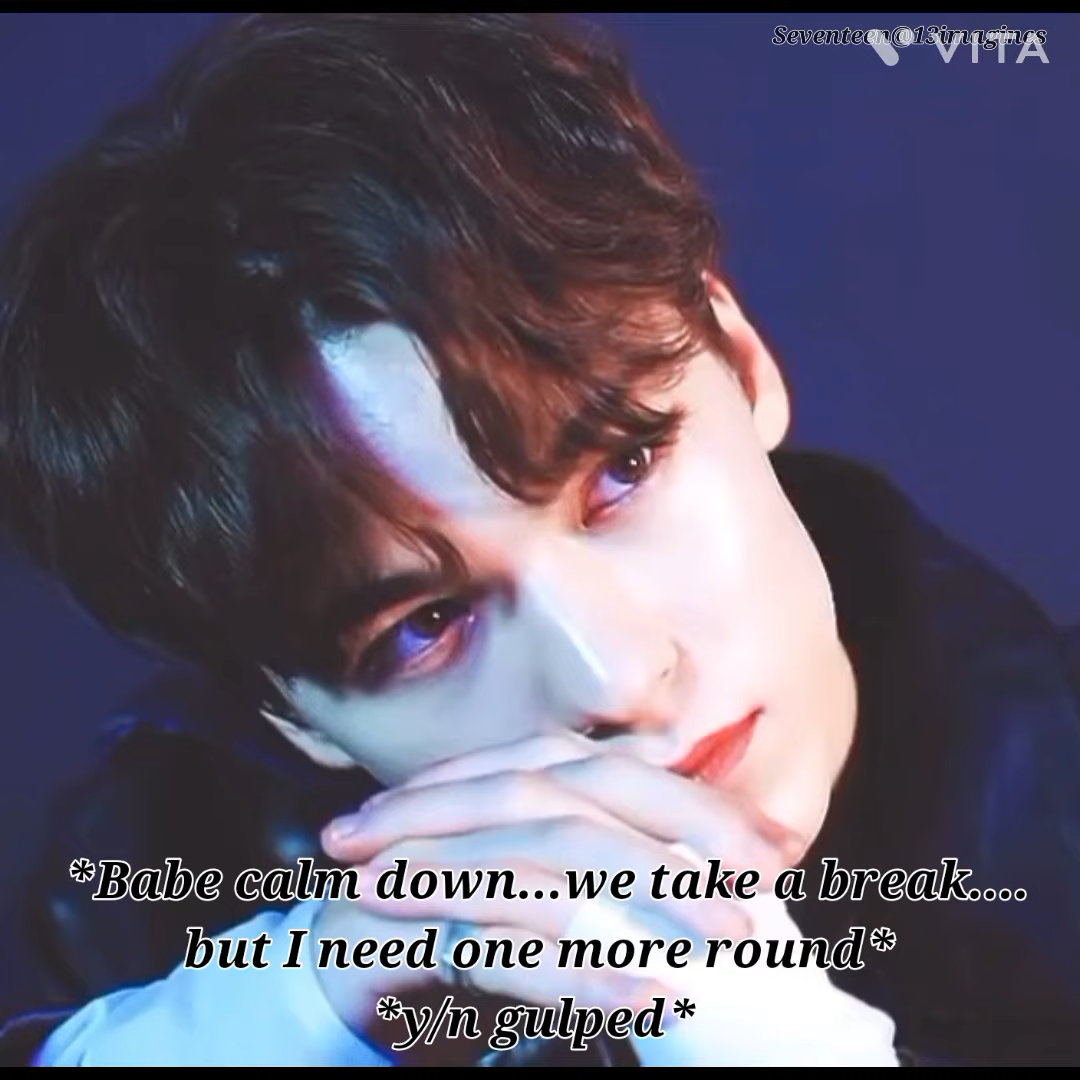 Seventeen@13imagines
VITA
*Babe calm down...we take a break....
but I need one more round*
*y/n gulped*